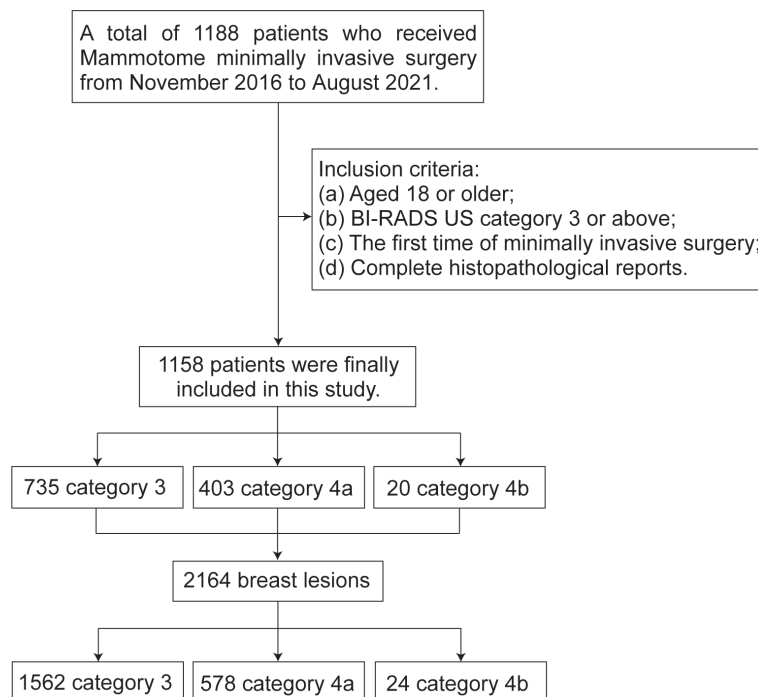 A total of 1188 patients who received
Mammotome minimally invasive surgery
from November 2016 to August 2021.
Inclusion criteria:
(a) Aged 18 or older;
(b) BI-RADS US category 3 or above;
(c) The first time of minimally invasive surgery;
(d) Complete histopathological reports.
1158 patients were finally
included in this study.
735 category 3
403 category 4a
20 category 4b
2164 breast lesions
1562 category 3
578 category 4a
24 category 4b